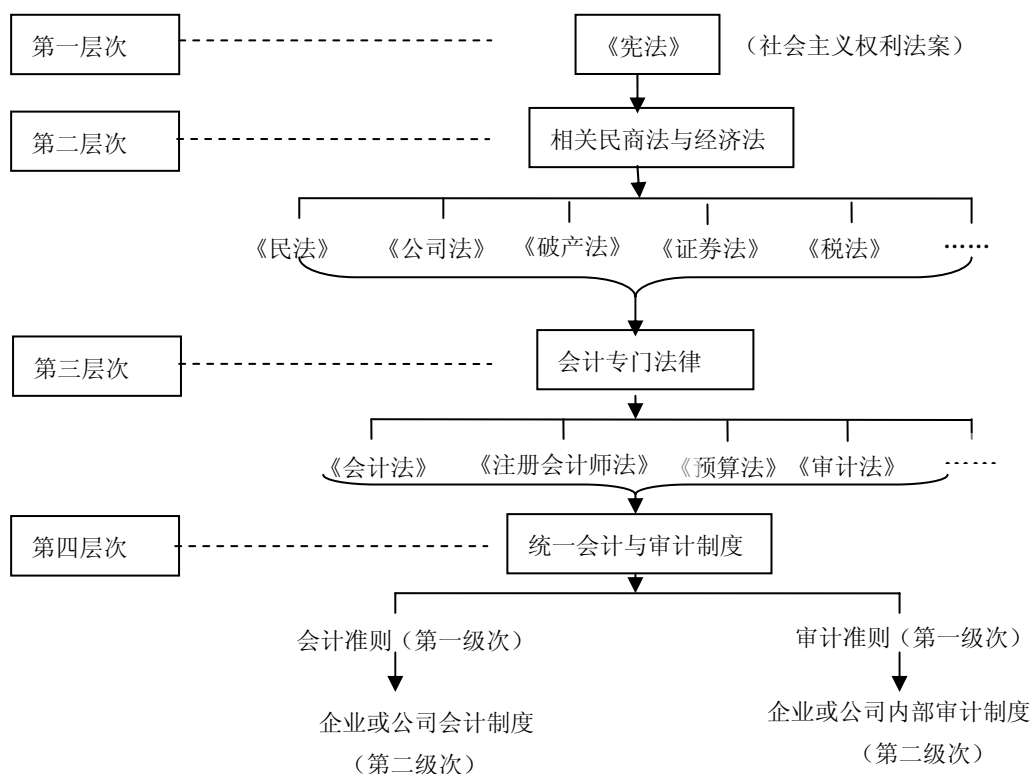 第一层次
《宪法》
（社会主义权利法案）
第二层次
相关民商法与经济法
《民法》
《公司法》
《破产法》
《证券法》
《税法》
……
第三层次
会计专门法律
《会计法》
《注册会计师法》
《预算法》
《审计法》
……
第四层次
统一会计与审计制度
会计准则（第一级次）
审计准则（第一级次）
企业或公司会计制度
（第二级次）
企业或公司内部审计制度
（第二级次）